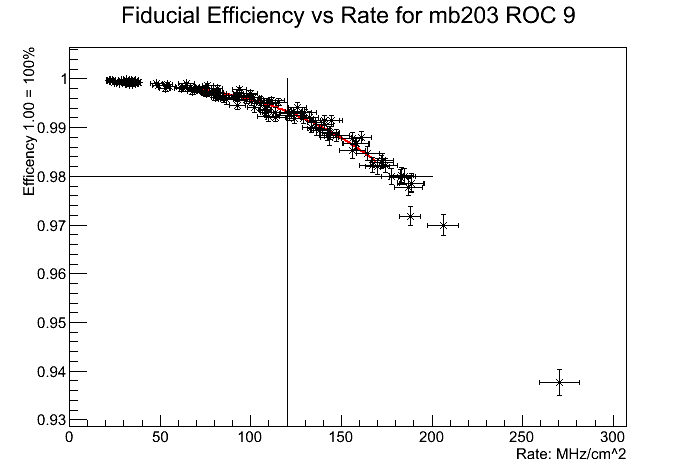 Fiducial Efficiency vs Rate for mb203 ROC 9
Efficency 1.00 = 100%
1
0.99
0.98
0.97
0.96
0.95
0.94
0.93
0 50 100 150 200 250 300
Rate: MHz/cm^2